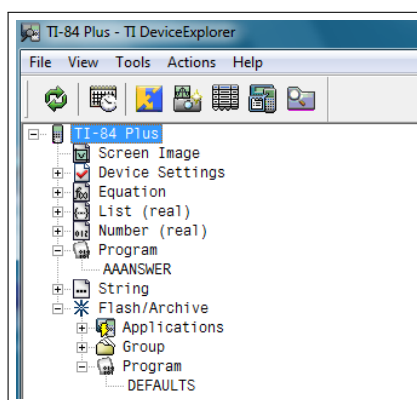 TI-84 Plus - TI DeviceExplorer
File View Tools Actions Help
TI-84 Plus
Screen Image
Device Settings
Equation
List (real)
Number (real)
Program
AAANSWER
String
Flash/Archive
Applications
Group
Program
DEFAULTS